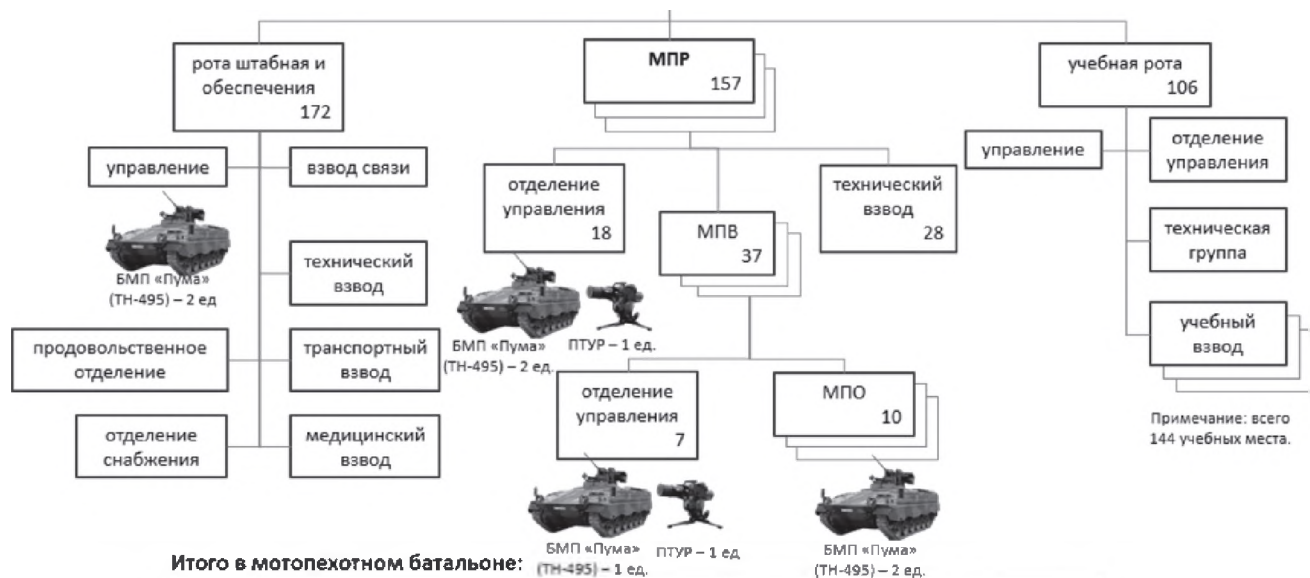 рота штабная и
обеспечения
172
МПР
157
учебная рота
106
управление
взвод связи
БМП «Пума»
(ТН-495) – 2 ед
технический
взвод
продовольственное
отделение
транспортный
взвод
отделение
снабжения
медицинский
взвод
отделение
управления
18
БМП «Пума»
(ТН-495) – 2 ед.
ПТУР – 1 ед.
МПВ
37
технический
взвод
28
отделение
управления
7
БМП «Пума»
(ТН-495) – 1 ед.
ПТУР – 1 ед
МПО
10
БМП «Пума»
(ТН-495) – 2 ед.
управление
отделение
управления
техническая
группа
учебный
взвод
Примечание: всего
144 учебных места.
Итого в мотопехотном батальоне: